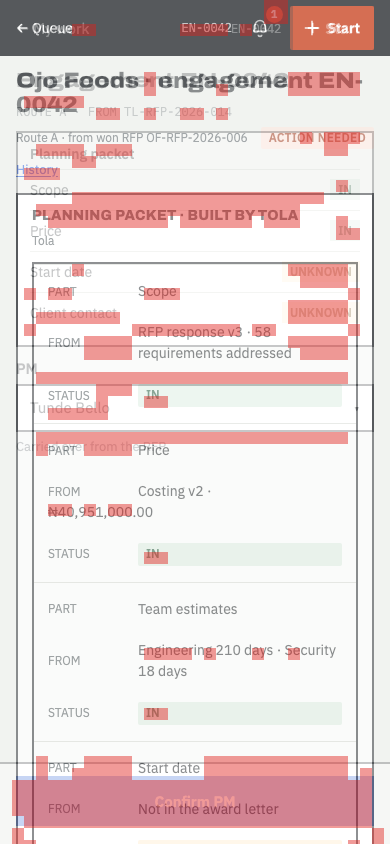 ← Queue
EN-0042
EN-0042
1
+ Start
Ojo Foods · engagement EN-0042
ROUTE A · FROM TL-RFP-2026-014
Route A · from won RFP OF-RFP-2026-006
ACTION NEEDED
Planning packet
History
Scope
IN
PLANNING PACKET · BUILT BY TOLA
Price
IN
Tola
Start date
UNKNOWN
PART
Scope
Client contact
UNKNOWN
FROM
RFP response v3 · 58 requirements addressed
PM
STATUS
IN
Tunde Bello
Carried over from the RFP
PART
Price
FROM
Costing v2 · ₦40,951,000.00
STATUS
IN
PART
Team estimates
FROM
Engineering 210 days · Security 18 days
STATUS
IN
PART
Start date
Confirm PM
FROM
Not in the award letter